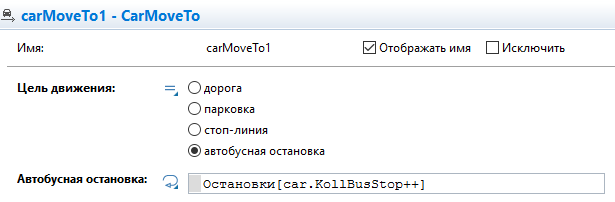 carMoveTo1 - CarMoveTo
Имя: carMoveTo1 Отображать имя Исключить
Цель движения: дорога
парковка
стоп-линия
автобусная остановка
Автобусная остановка: Остановки[car.KollBusStop++]